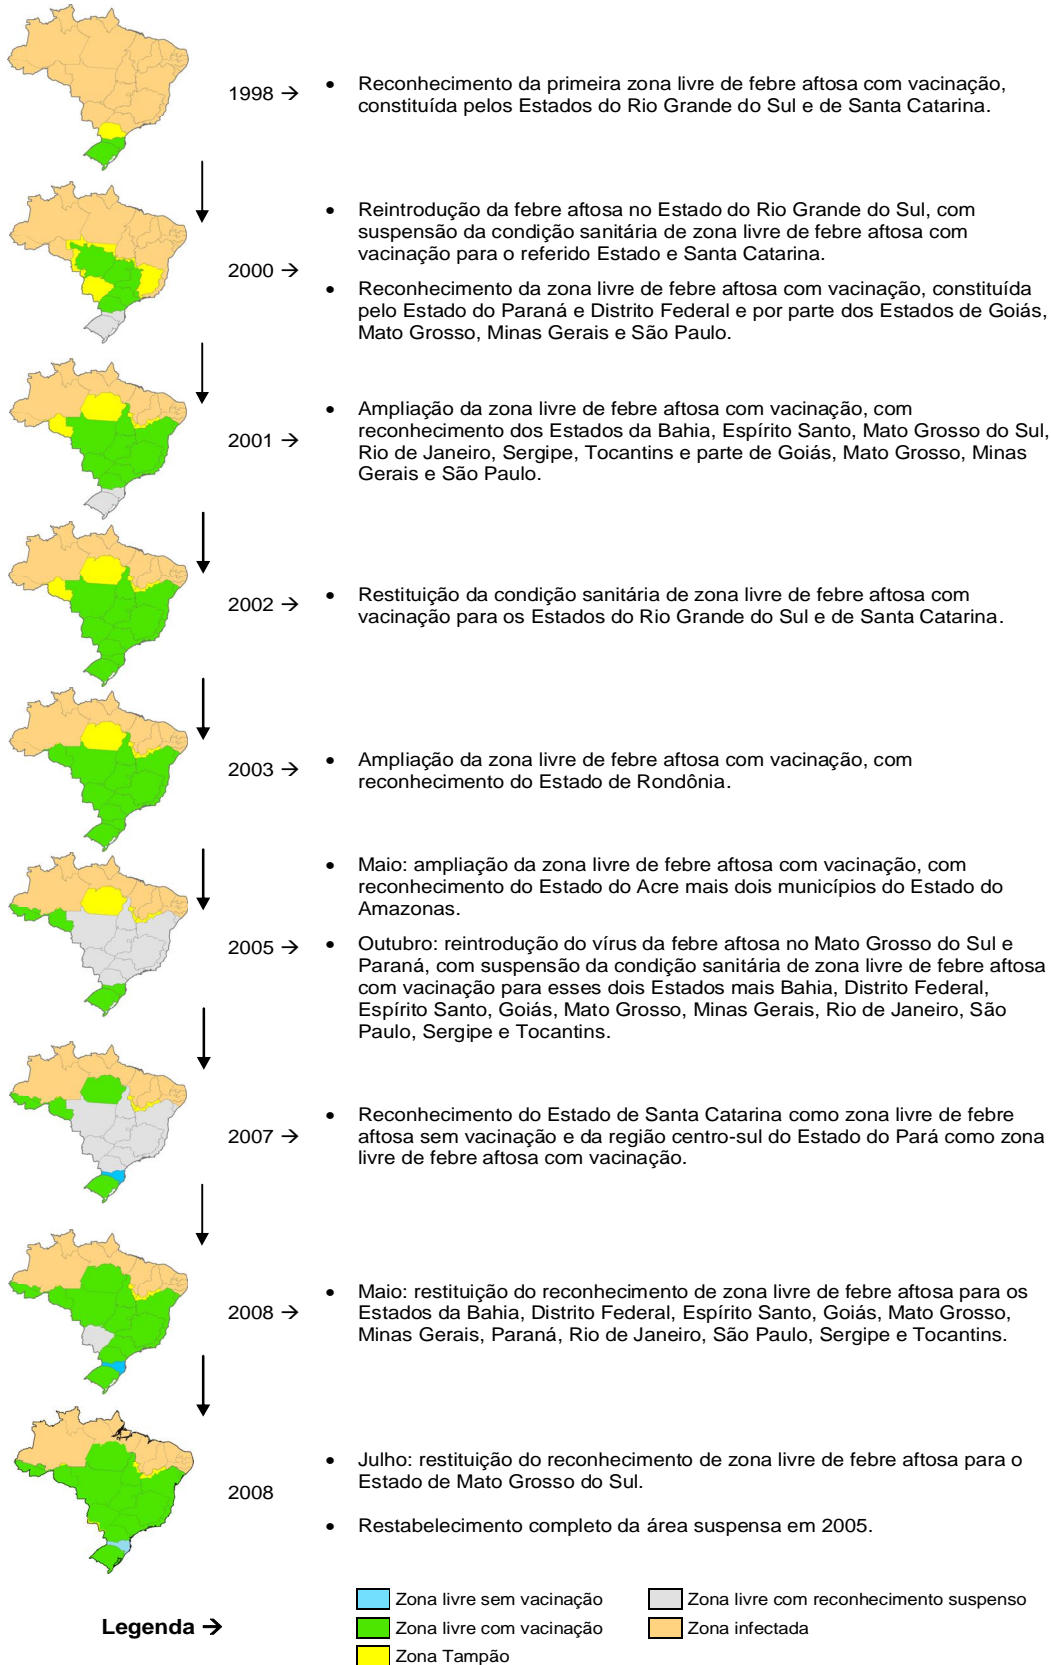 1998 →
• Reconhecimento da primeira zona livre de febre aftosa com vacinação,
constituída pelos Estados do Rio Grande do Sul e de Santa Catarina.
2000 →
• Reintrodução da febre aftosa no Estado do Rio Grande do Sul, com
suspensão da condição sanitária de zona livre de febre aftosa com
vacinação para o referido Estado e Santa Catarina.
• Reconhecimento da zona livre de febre aftosa com vacinação, constituída
pelo Estado do Paraná e Distrito Federal e por parte dos Estados de Goiás,
Mato Grosso, Minas Gerais e São Paulo.
2001 →
• Ampliação da zona livre de febre aftosa com vacinação, com
reconhecimento dos Estados da Bahia, Espírito Santo, Mato Grosso do Sul,
Rio de Janeiro, Sergipe, Tocantins e parte de Goiás, Mato Grosso, Minas
Gerais e São Paulo.
2002 →
• Restituição da condição sanitária de zona livre de febre aftosa com
vacinação para os Estados do Rio Grande do Sul e de Santa Catarina.
2003 →
• Ampliação da zona livre de febre aftosa com vacinação, com
reconhecimento do Estado de Rondônia.
2005 →
• Maio: ampliação da zona livre de febre aftosa com vacinação, com
reconhecimento do Estado do Acre mais dois municípios do Estado do
Amazonas.
• Outubro: reintrodução do vírus da febre aftosa no Mato Grosso do Sul e
Paraná, com suspensão da condição sanitária de zona livre de febre aftosa
com vacinação para esses dois Estados mais Bahia, Distrito Federal,
Espírito Santo, Goiás, Mato Grosso, Minas Gerais, Rio de Janeiro, São
Paulo, Sergipe e Tocantins.
2007 →
• Reconhecimento do Estado de Santa Catarina como zona livre de febre
aftosa sem vacinação e da região centro-sul do Estado do Pará como zona
livre de febre aftosa com vacinação.
2008 →
• Maio: restituição do reconhecimento de zona livre de febre aftosa para os
Estados da Bahia, Distrito Federal, Espírito Santo, Goiás, Mato Grosso,
Minas Gerais, Paraná, Rio de Janeiro, São Paulo, Sergipe e Tocantins.
2008
• Julho: restituição do reconhecimento de zona livre de febre aftosa para o
Estado de Mato Grosso do Sul.
• Restabelecimento completo da área suspensa em 2005.
Legenda →
Zona livre sem vacinação
Zona livre com vacinação
Zona Tampão
Zona livre com reconhecimento suspenso
Zona infectada